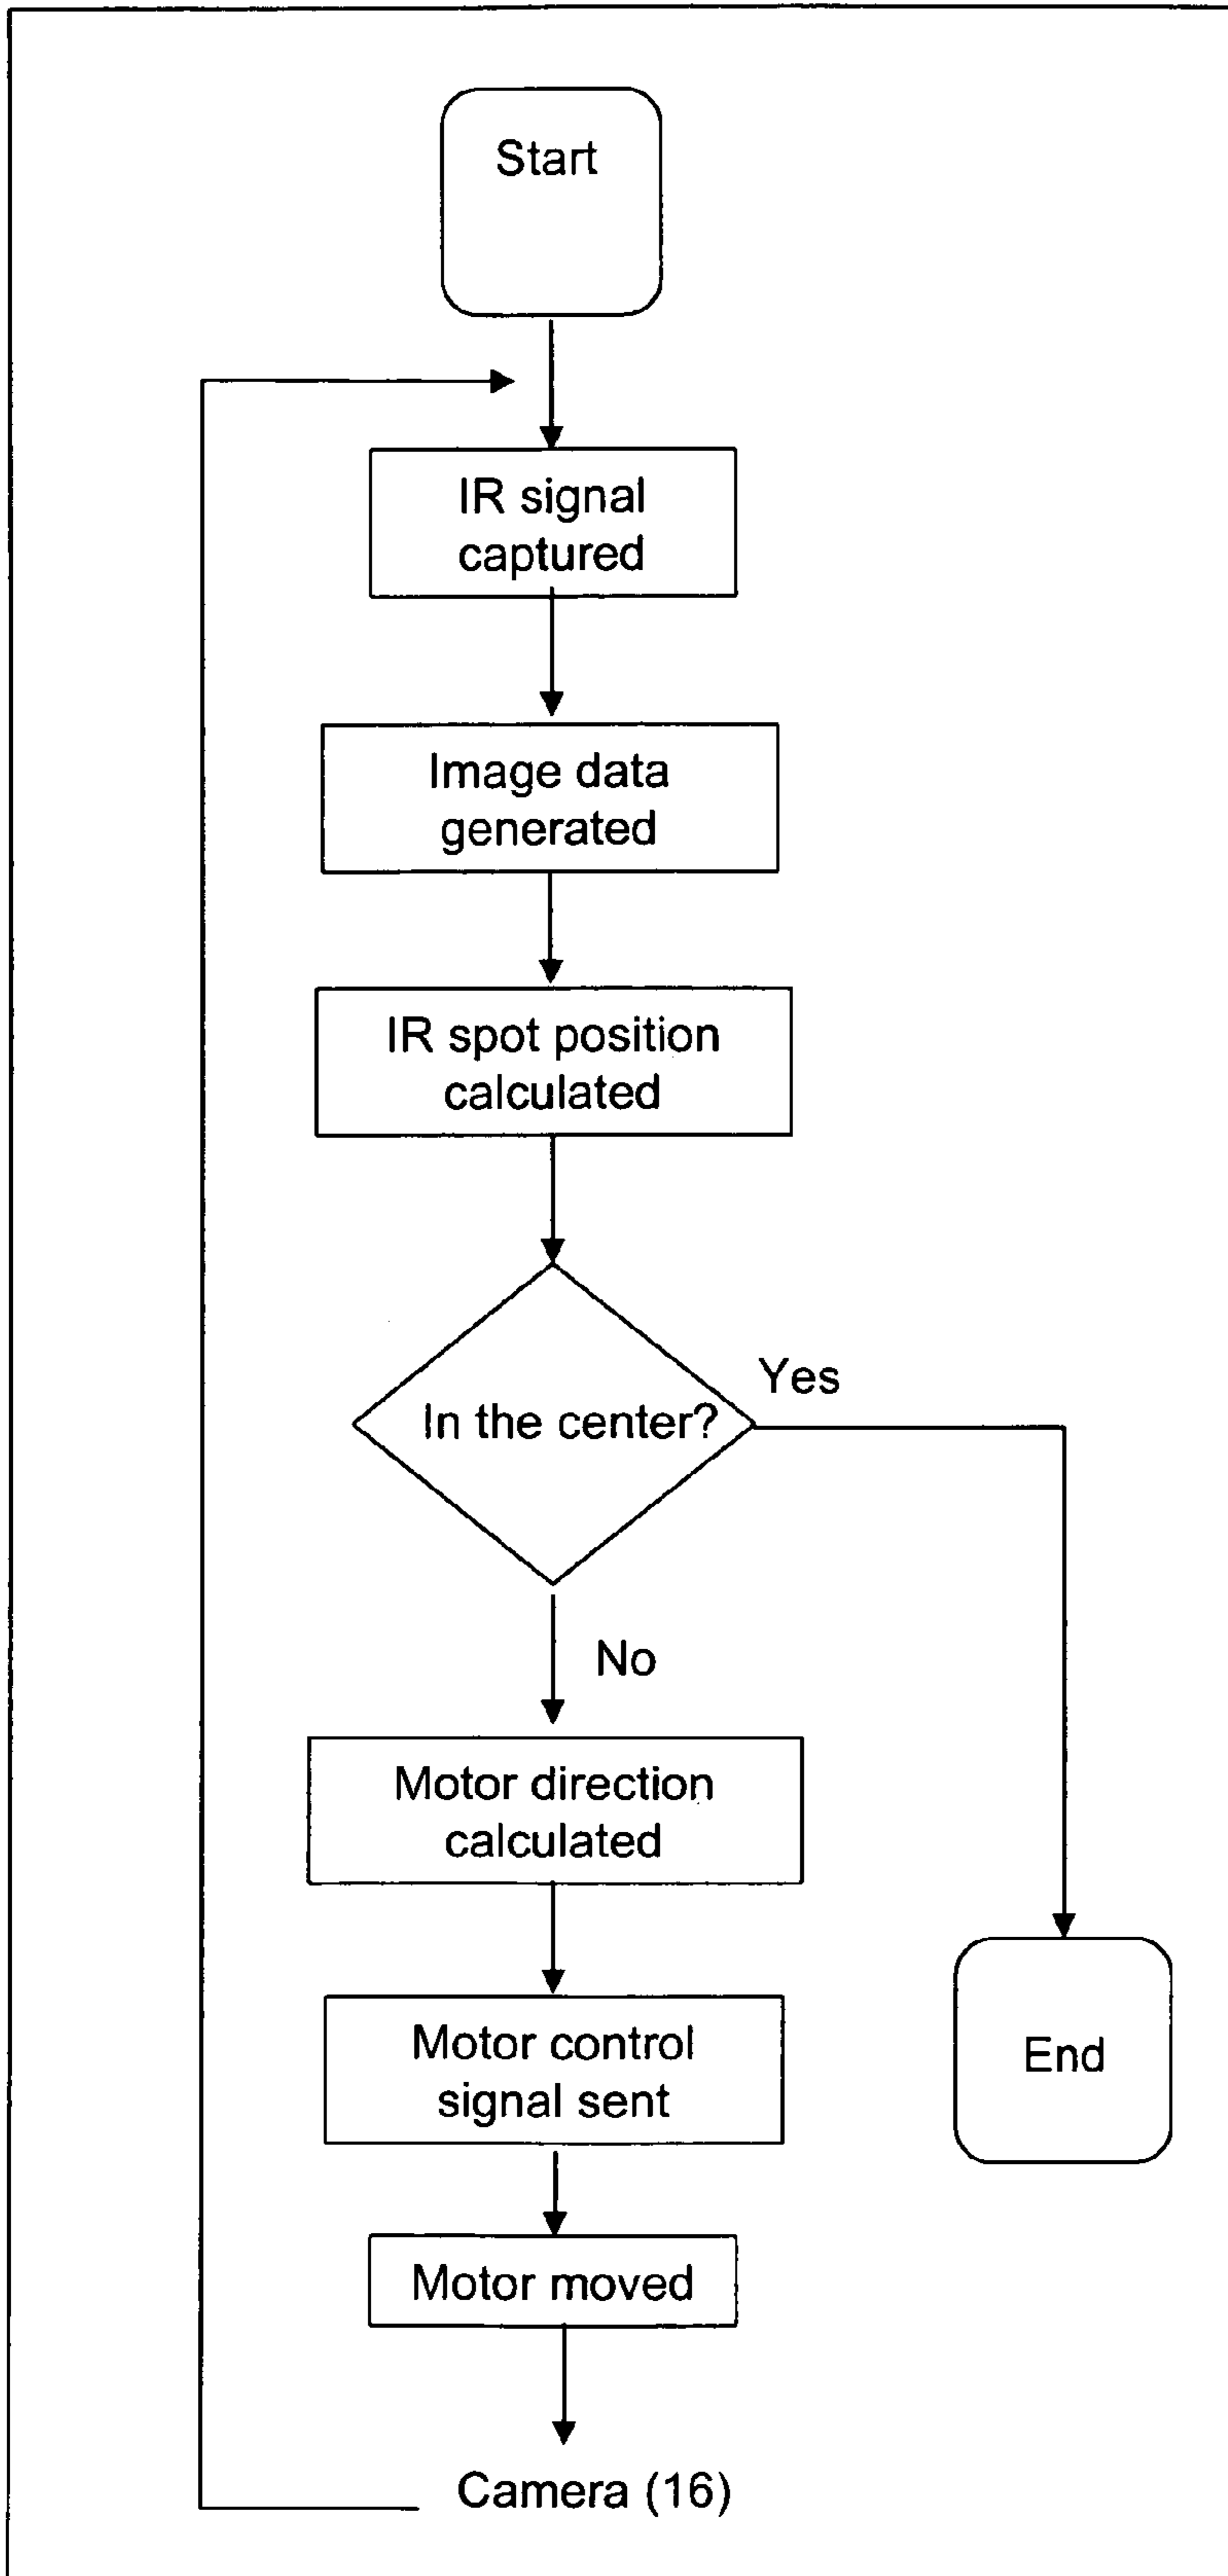 Start
IR signal
captured
Image data
generated
IR spot position
calculated
In the center?
Yes
No
Motor direction
calculated
Motor control
signal sent
End
Motor moved
Camera (16)